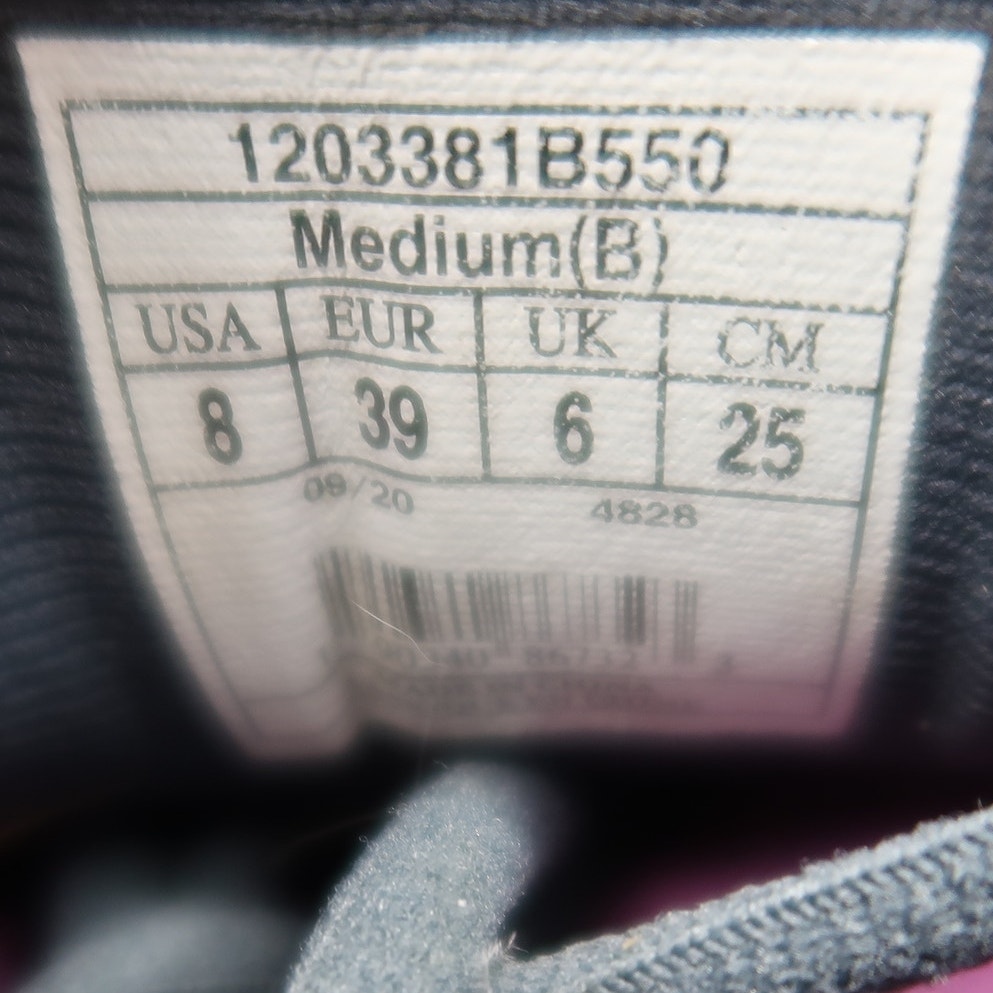 1203381B550
Medium(B)
USA EUR UK CM
8 39 6 25
09/20 4828